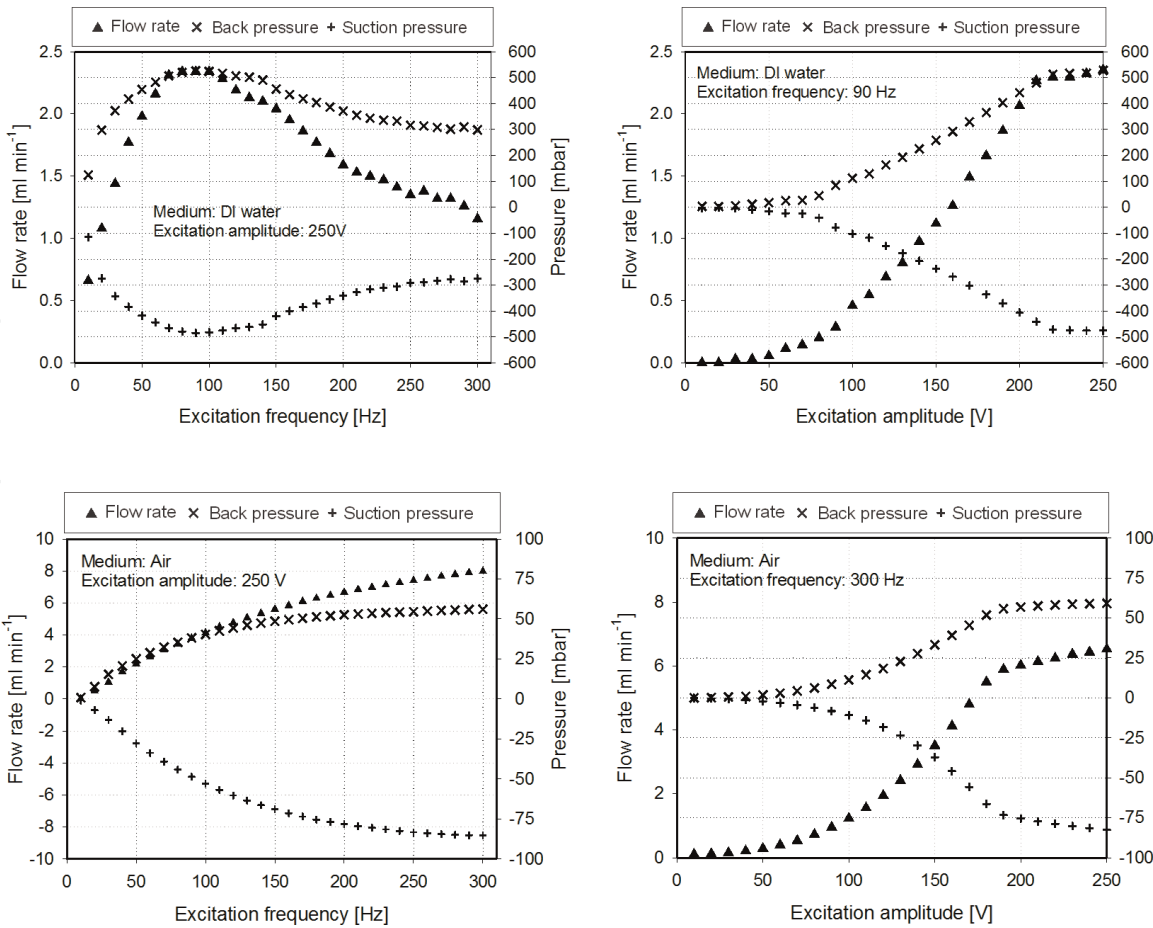 ▲ Flow rate × Back pressure + Suction pressure
2.5
2.0
1.5
1.0
0.5
0.0
Flow rate [ml min⁻¹]
600
500
400
300
200
100
0
-100
-200
-300
-400
-500
-600
Pressure [mbar]
Medium: DI water
Excitation amplitude: 250V
0 50 100 150 200 250 300
Excitation frequency [Hz]
▲ Flow rate × Back pressure + Suction pressure
2.5
2.0
1.5
1.0
0.5
0.0
Flow rate [ml min⁻¹]
600
500
400
300
200
100
0
-100
-200
-300
-400
-500
-600
Medium: DI water
Excitation frequency: 90 Hz
0 50 100 150 200 250
Excitation amplitude [V]
▲ Flow rate × Back pressure + Suction pressure
10
8
6
4
2
0
-2
-4
-6
-8
-10
Flow rate [ml min⁻¹]
100
75
50
25
0
-25
-50
-75
-100
Pressure [mbar]
Medium: Air
Excitation amplitude: 250 V
0 50 100 150 200 250 300
Excitation frequency [Hz]
▲ Flow rate × Back pressure + Suction pressure
10
8
6
4
2
0
Flow rate [ml min⁻¹]
100
75
50
25
0
-25
-50
-75
-100
Medium: Air
Excitation frequency: 300 Hz
0 50 100 150 200 250
Excitation amplitude [V]